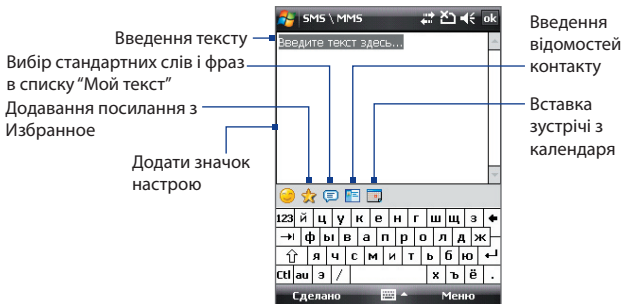 SMS \ MMS ok
Введите текст здесь...
Введення тексту
Вибір стандартних слів і фраз
в списку “Мой текст”
Додавання посилання з
Избранное
Додати значок
настрою
Введення
відомостей
контакту
Вставка
зустрічі з
календаря
123 й ц у к е н г ш щ з
ф ы в а п р о л д ж
я ч с м и т ь б ю
Ctl au э / х ъ ё .
Сделано Меню